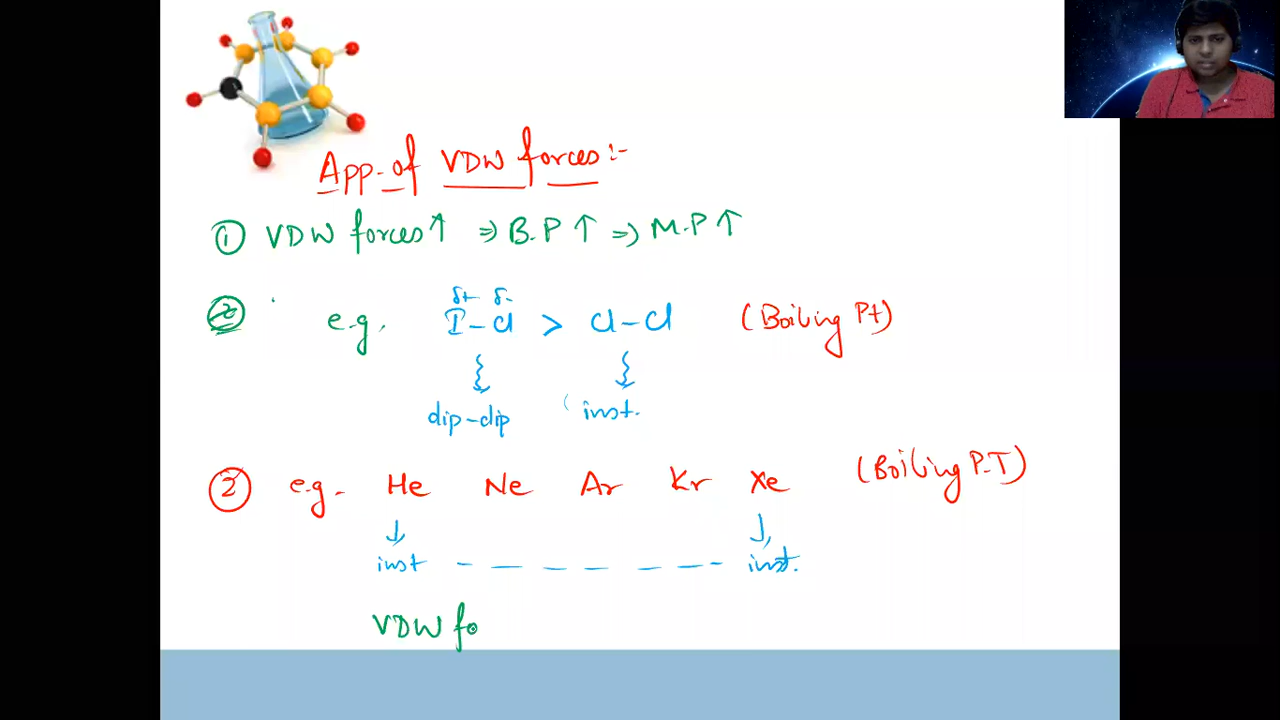 App. of VDW forces :-
① VDW forces ↑ ⇒ B.P ↑ ⇒ M.P ↑
δ+ δ-
② e.g. I-Cl > Cl-Cl (Boiling Pt)
dip-dip (inst.
② e.g. He Ne Ar Kr Xe (Boiling P.T)
inst - - - - - - inst.
VDW fo